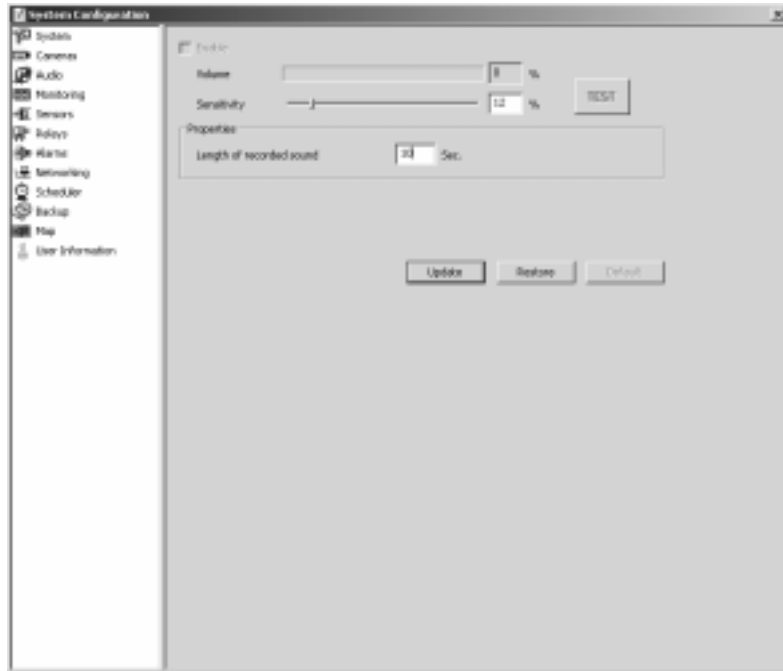 System Configuration
System
Cameras
Audio
Monitoring
Sensors
Relays
Alarms
Networking
Scheduler
Backup
Map
User Information
Enable
Volume %
Sensitivity 12 %
TEST
Properties
Length of recorded sound Sec.
Update Restore Default